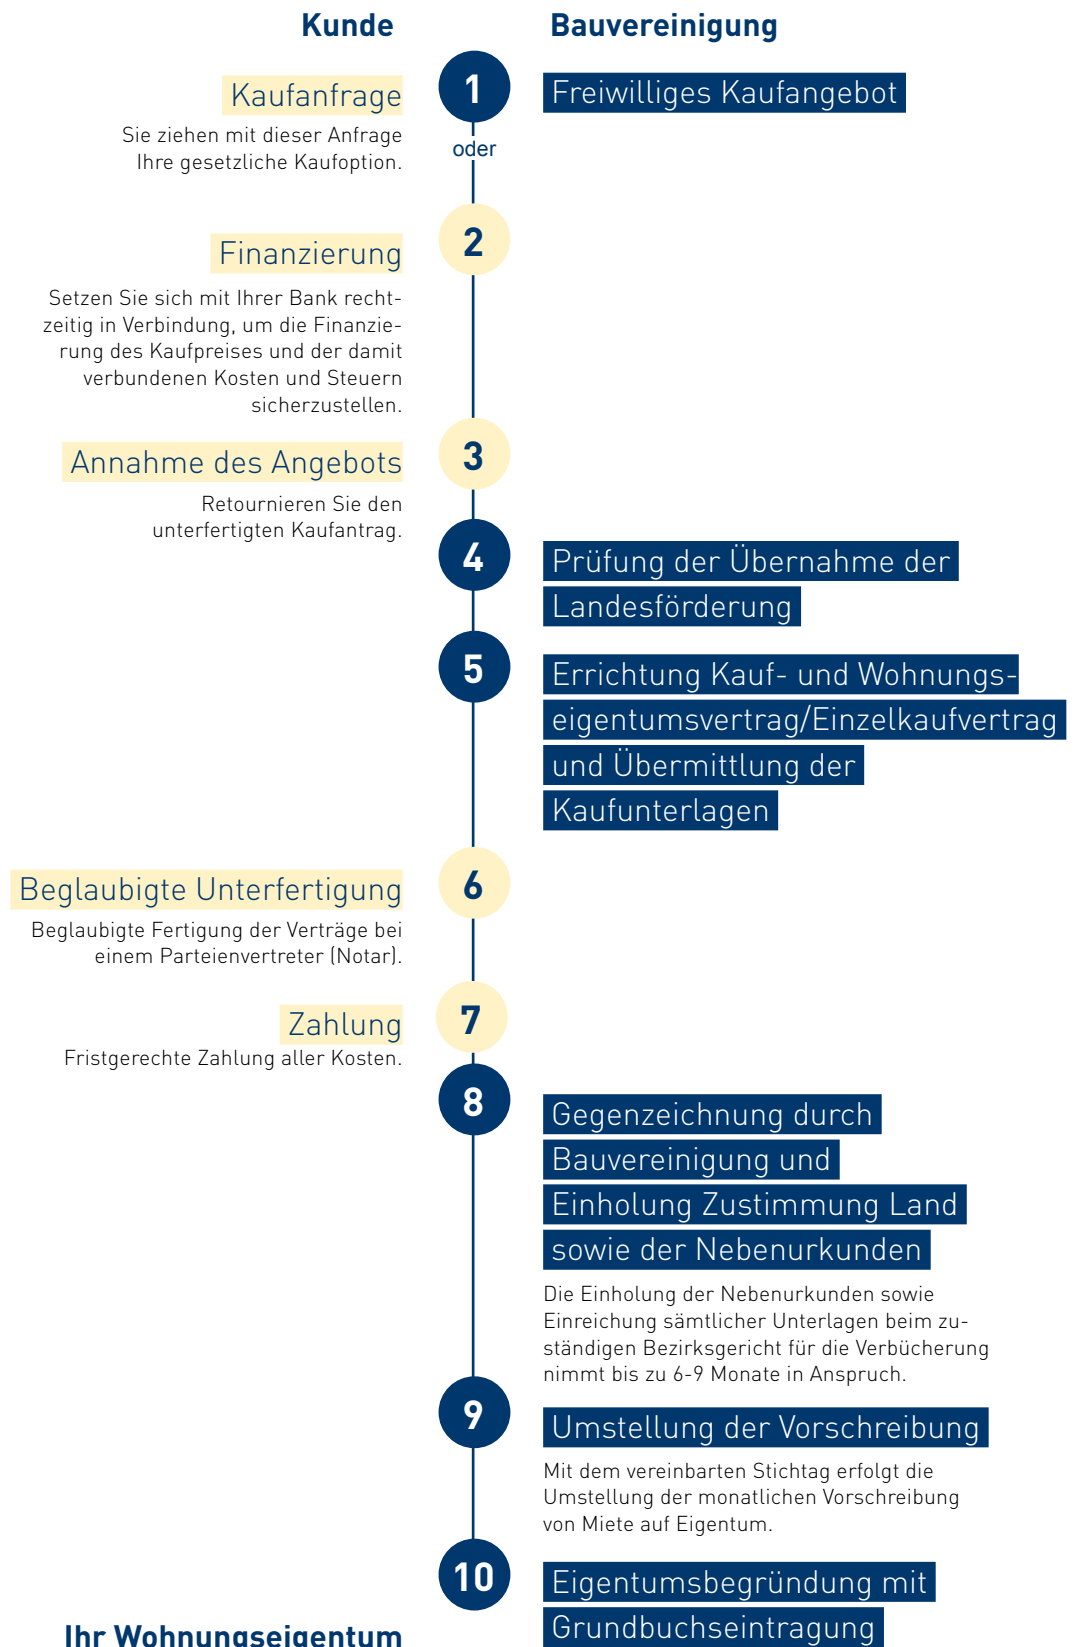 Kunde
Bauvereinigung
Kaufanfrage
1
Freiwilliges Kaufangebot
Sie ziehen mit dieser Anfrage
Ihre gesetzliche Kaufoption.
oder
2
Finanzierung
Setzen Sie sich mit Ihrer Bank recht-
zeitig in Verbindung, um die Finanzie-
rung des Kaufpreises und der damit
verbundenen Kosten und Steuern
sicherzustellen.
3
Annahme des Angebots
Retournieren Sie den
unterfertigten Kaufantrag.
4
Prüfung der Übernahme der
Landesförderung
5
Errichtung Kauf- und Wohnungs-
eigentumsvertrag/Einzelkaufvertrag
und Übermittlung der
Kaufunterlagen
6
Beglaubigte Unterfertigung
Beglaubigte Fertigung der Verträge bei
einem Parteienvertreter (Notar).
7
Zahlung
Fristgerechte Zahlung aller Kosten.
8
Gegenzeichnung durch
Bauvereinigung und
Einholung Zustimmung Land
sowie der Nebenurkunden
Die Einholung der Nebenurkunden sowie
Einreichung sämtlicher Unterlagen beim zu-
ständigen Bezirksgericht für die Verbücherung
nimmt bis zu 6-9 Monate in Anspruch.
9
Umstellung der Vorschreibung
Mit dem vereinbarten Stichtag erfolgt die
Umstellung der monatlichen Vorschreibung
von Miete auf Eigentum.
10
Eigentumsbegründung mit
Grundbuchseintragung
Ihr Wohnungseigentum